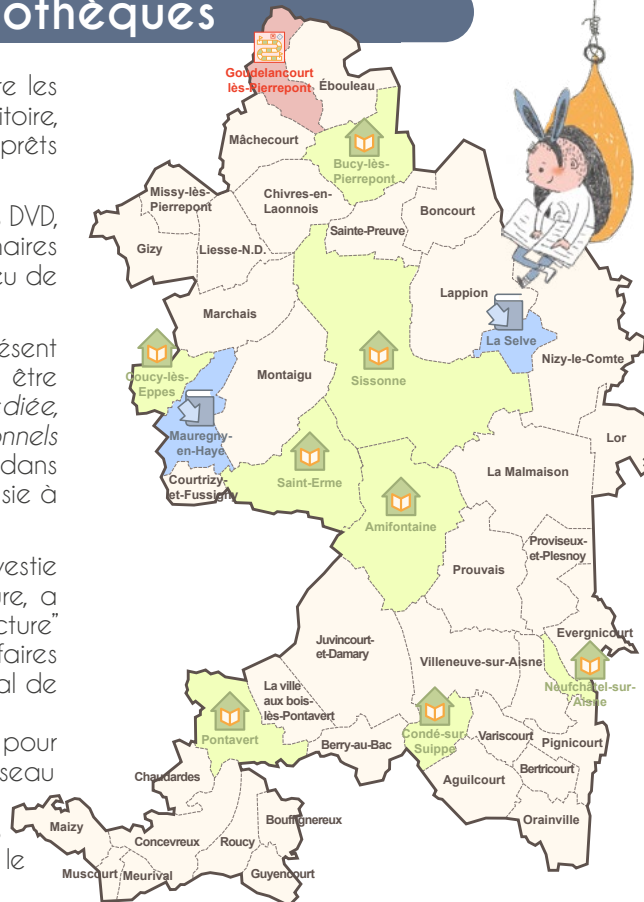 othèques
e les
itoire,
prêts
DVD,
naires
eu de
ésent
être
diée,
onnels
dans
sie à
vestie
ure, a
cture”
faires
al de
pour
seau
le
Goudelancourt
lès-Pierrepont
Ébouleau
Mâchecourt
Bucy-lès-
Pierrepont
Missy-lès-
Pierrepont
Chivres-en-
Laonnois
Boncourt
Sainte-Preuve
Gizy
Liesse-N.D.
Lappion
Marchais
La Selve
Nizy-le-Comte
Coucy-lès-
Eppes
Montaigu
Sissonne
Mauregny-
en-Haye
Lor
La Malmaison
Courtrizy-
et-Fussigny
Saint-Erme
Amifontaine
Proviseux-
et-Plesnoy
Prouvais
Evergnicourt
Juvincourt-
et-Damary
Villeneuve-sur-Aisne
Neufchâtel-sur-
Aisne
La ville
aux bois-
lès-Pontavert
Pontavert
Condé-sur-
Suippe
Variscourt
Pignicourt
Berry-au-Bac
Bertricourt
Chaudardes
Aguilcourt
Orainville
Maizy
Bouffignereux
Concevreux
Roucy
Muscourt
Meurival
Guyencourt